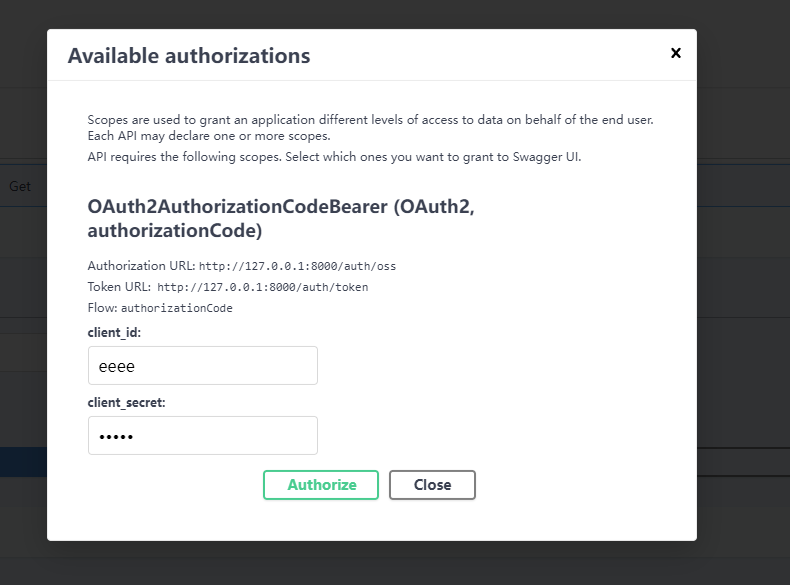 Available authorizations
Scopes are used to grant an application different levels of access to data on behalf of the end user.
Each API may declare one or more scopes.
API requires the following scopes. Select which ones you want to grant to Swagger UI.
Get
OAuth2AuthorizationCodeBearer (OAuth2,
authorizationCode)
Authorization URL: http://127.0.0.1:8000/auth/oss
Token URL: http://127.0.0.1:8000/auth/token
Flow: authorizationCode
client_id:
eeee
client_secret:
•••••
Authorize
Close